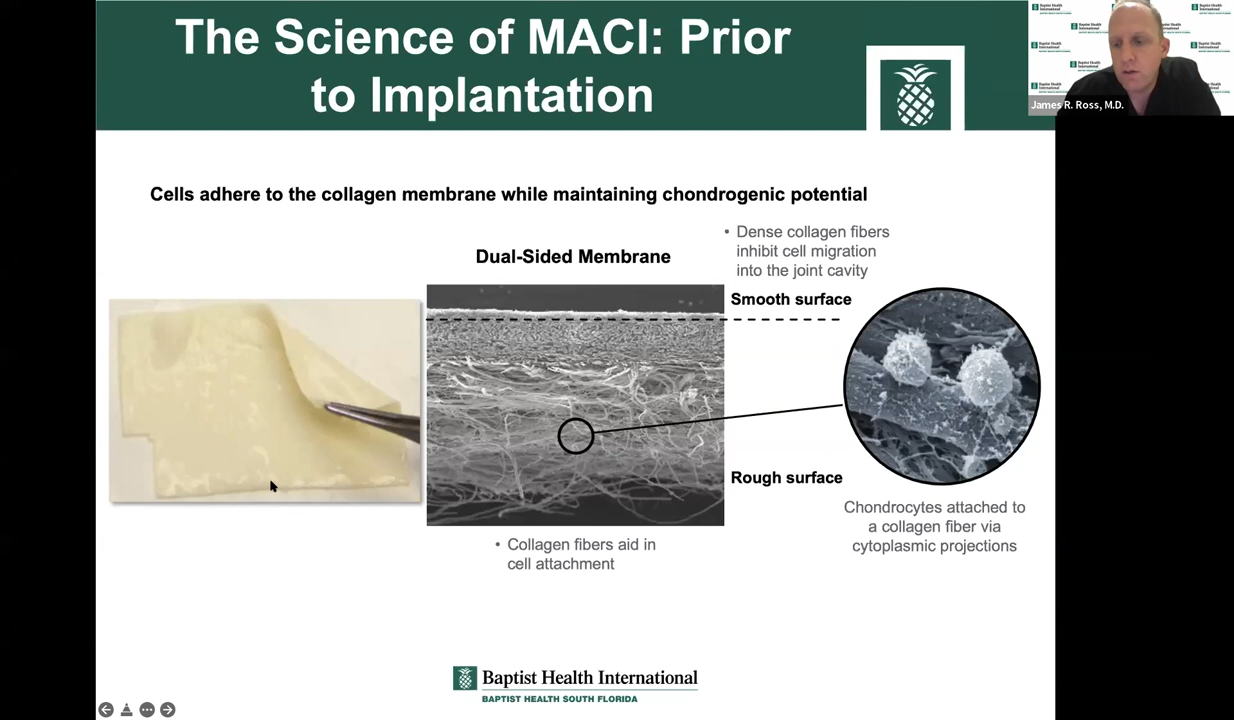 The Science of MACI: Prior
to Implantation
James R. Ross, M.D.
Cells adhere to the collagen membrane while maintaining chondrogenic potential
• Dense collagen fibers
inhibit cell migration
into the joint cavity
Dual-Sided Membrane
Smooth surface
Rough surface
Chondrocytes attached to
a collagen fiber via
cytoplasmic projections
• Collagen fibers aid in
cell attachment
Baptist Health International
BAPTIST HEALTH SOUTH FLORIDA